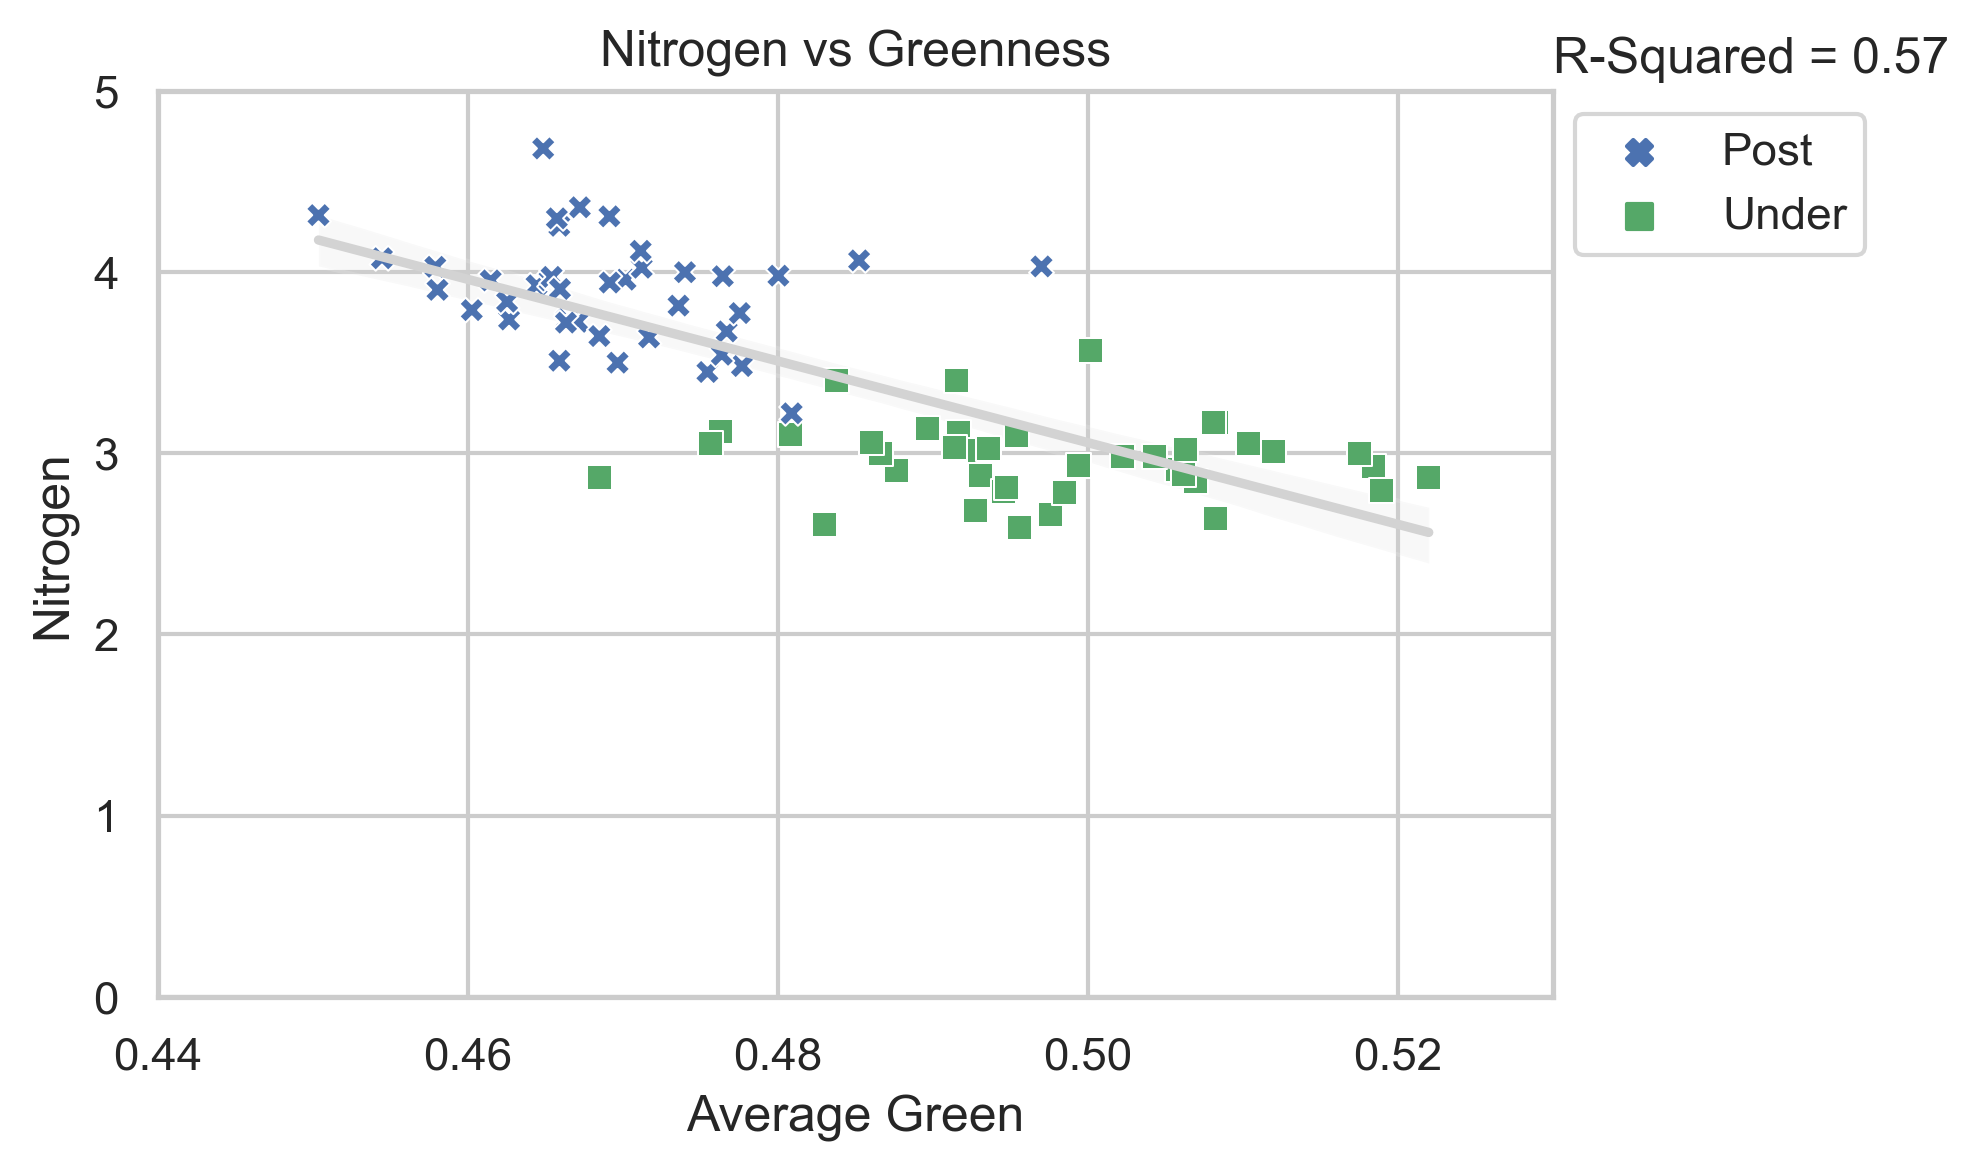 Nitrogen vs Greenness
R-Squared = 0.57
Post
Under
5
4
3
2
1
0
Nitrogen
0.44 0.46 0.48 0.50 0.52
Average Green